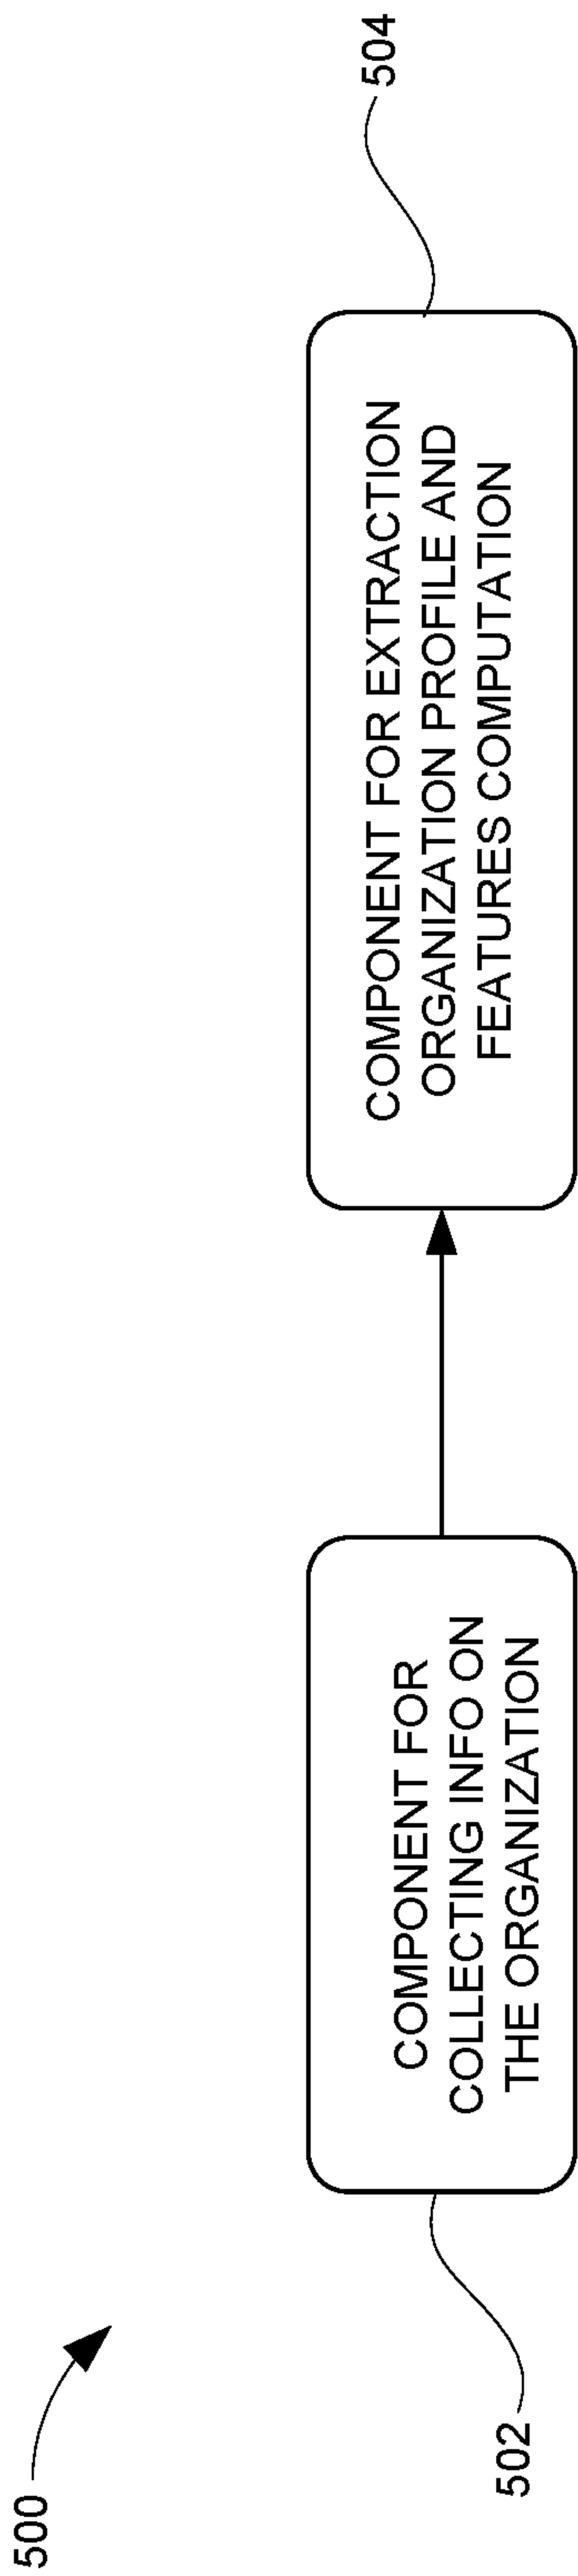 500
502
COMPONENT FOR
COLLECTING INFO ON
THE ORGANIZATION
COMPONENT FOR EXTRACTION
ORGANIZATION PROFILE AND
FEATURES COMPUTATION
504